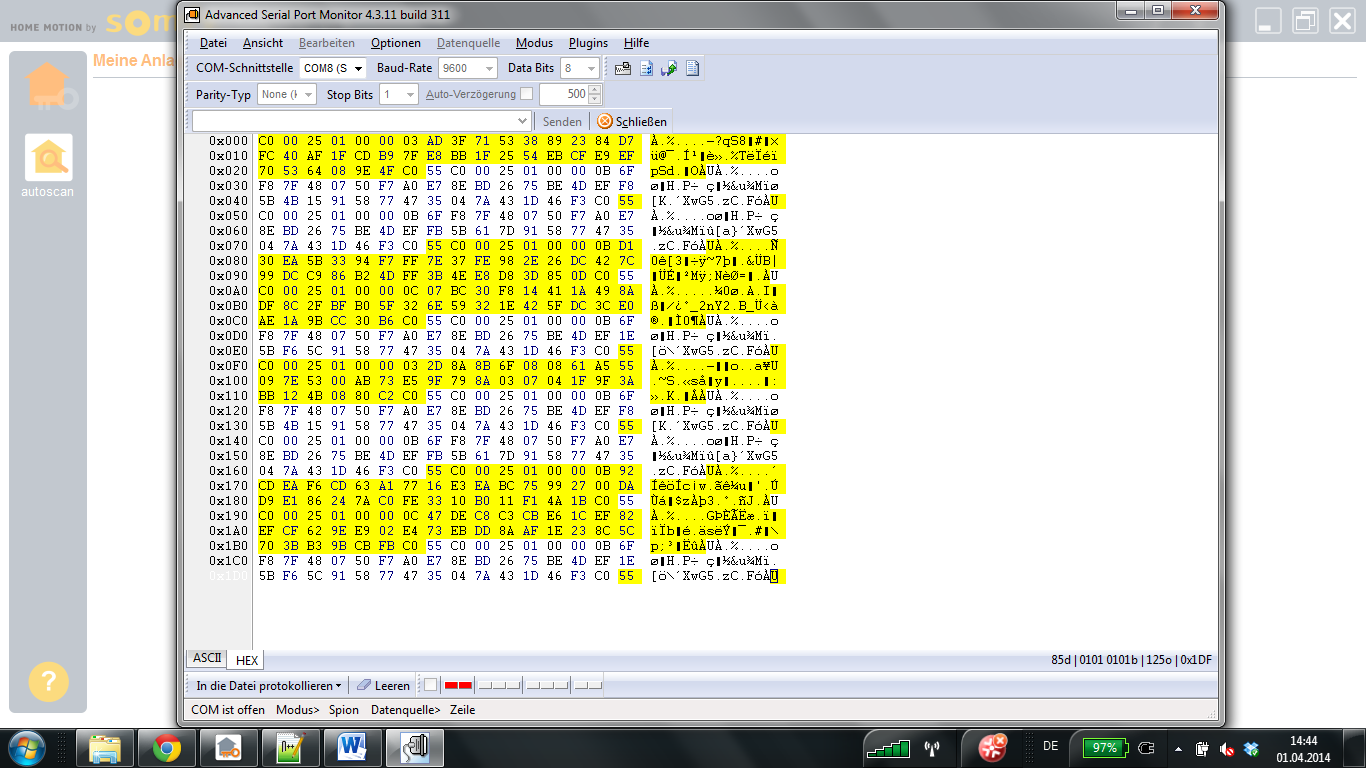 HOME MOTION by som
Meine Anla
autoscan
?
Advanced Serial Port Monitor 4.3.11 build 311
Datei Ansicht Bearbeiten Optionen Datenquelle Modus Plugins Hilfe
COM-Schnittstelle COM8 (S Baud-Rate 9600 Data Bits 8
Parity-Typ None (k Stop Bits 1 Auto-Verzögerung 500
Senden Schließen
0x000 C0 00 25 01 00 00 03 AD 3F 71 53 38 89 23 84 D7
0x010 FC 40 AF 1F CD B9 7F E8 BB 1F 25 54 EB CF E9 EF
0x020 70 53 64 08 9E 4F C0 55 C0 00 25 01 00 00 0B 6F
0x030 F8 7F 48 07 50 F7 A0 E7 8E BD 26 75 BE 4D EF F8
0x040 5B 4B 15 91 58 77 47 35 04 7A 43 1D 46 F3 C0 55
0x050 C0 00 25 01 00 00 0B 6F F8 7F 48 07 50 F7 A0 E7
0x060 8E BD 26 75 BE 4D EF FB 5B 61 7D 91 58 77 47 35
0x070 04 7A 43 1D 46 F3 C0 55 C0 00 25 01 00 00 0B D1
0x080 30 EA 5B 33 94 F7 FF 7E 37 FE 98 2E 26 DC 42 7C
0x090 99 DC C9 86 B2 4D FF 3B 4E E8 D8 3D 85 0D C0 55
0x0A0 C0 00 25 01 00 00 0C 07 BC 30 F8 14 41 1A 49 8A
0x0B0 DF 8C 2F BF B0 5F 32 6E 59 32 1E 42 5F DC 3C E0
0x0C0 AE 1A 9B CC 30 B6 C0 55 C0 00 25 01 00 00 0B 6F
0x0D0 F8 7F 48 07 50 F7 A0 E7 8E BD 26 75 BE 4D EF 1E
0x0E0 5B F6 5C 91 58 77 47 35 04 7A 43 1D 46 F3 C0 55
0x0F0 C0 00 25 01 00 00 03 2D 8A 8B 6F 08 08 61 A5 55
0x100 09 7E 53 00 AB 73 E5 9F 79 8A 03 07 04 1F 9F 3A
0x110 BB 12 4B 08 80 C2 C0 55 C0 00 25 01 00 00 0B 6F
0x120 F8 7F 48 07 50 F7 A0 E7 8E BD 26 75 BE 4D EF F8
0x130 5B 4B 15 91 58 77 47 35 04 7A 43 1D 46 F3 C0 55
0x140 C0 00 25 01 00 00 0B 6F F8 7F 48 07 50 F7 A0 E7
0x150 8E BD 26 75 BE 4D EF FB 5B 61 7D 91 58 77 47 35
0x160 04 7A 43 1D 46 F3 C0 55 C0 00 25 01 00 00 0B 92
0x170 CD EA F6 CD 63 A1 77 16 E3 EA BC 75 99 27 00 DA
0x180 D9 E1 86 24 7A C0 FE 33 10 B0 11 F1 4A 1B C0 55
0x190 C0 00 25 01 00 00 0C 47 DE C8 C3 CB E6 1C EF 82
0x1A0 EF CF 62 9E E9 02 E4 73 EB DD 8A AF 1E 23 8C 5C
0x1B0 70 3B B3 9B CB FB C0 55 C0 00 25 01 00 00 0B 6F
0x1C0 F8 7F 48 07 50 F7 A0 E7 8E BD 26 75 BE 4D EF 1E
0x1D0 5B F6 5C 91 58 77 47 35 04 7A 43 1D 46 F3 C0 55
ASCII HEX
85d | 0101 0101b | 125o | 0x1DF
In die Datei protokollieren Leeren
COM ist offen Modus> Spion Datenquelle> Zeile
DE 97% 14:44
01.04.2014